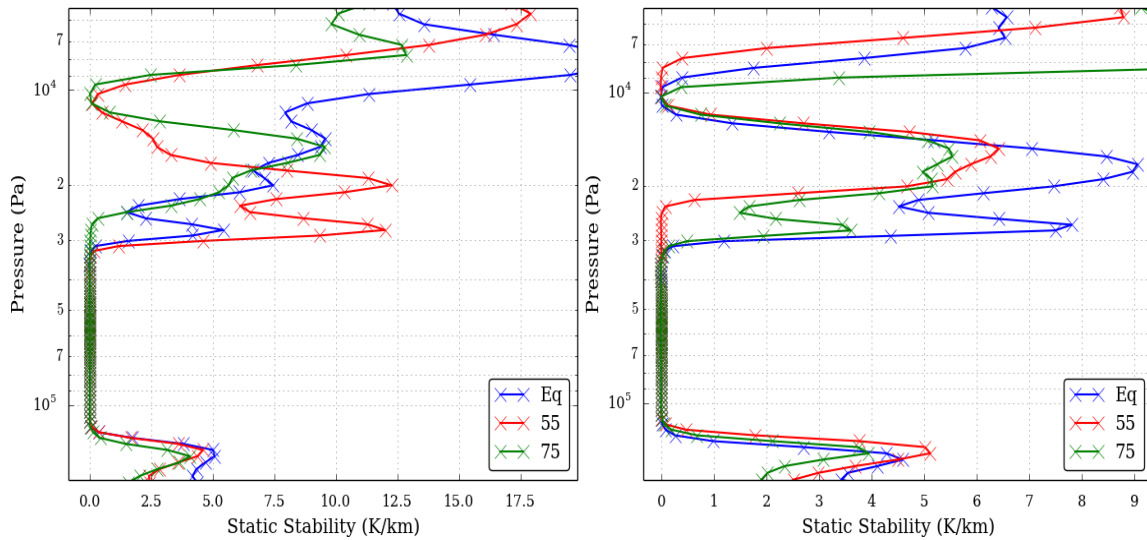 7
10⁴
2
3
5
7
10⁵
Pressure (Pa)
0.0 2.5 5.0 7.5 10.0 12.5 15.0 17.5
Static Stability (K/km)
Eq
55
75
7
10⁴
2
3
5
7
10⁵
Pressure (Pa)
0 1 2 3 4 5 6 7 8 9
Static Stability (K/km)
Eq
55
75